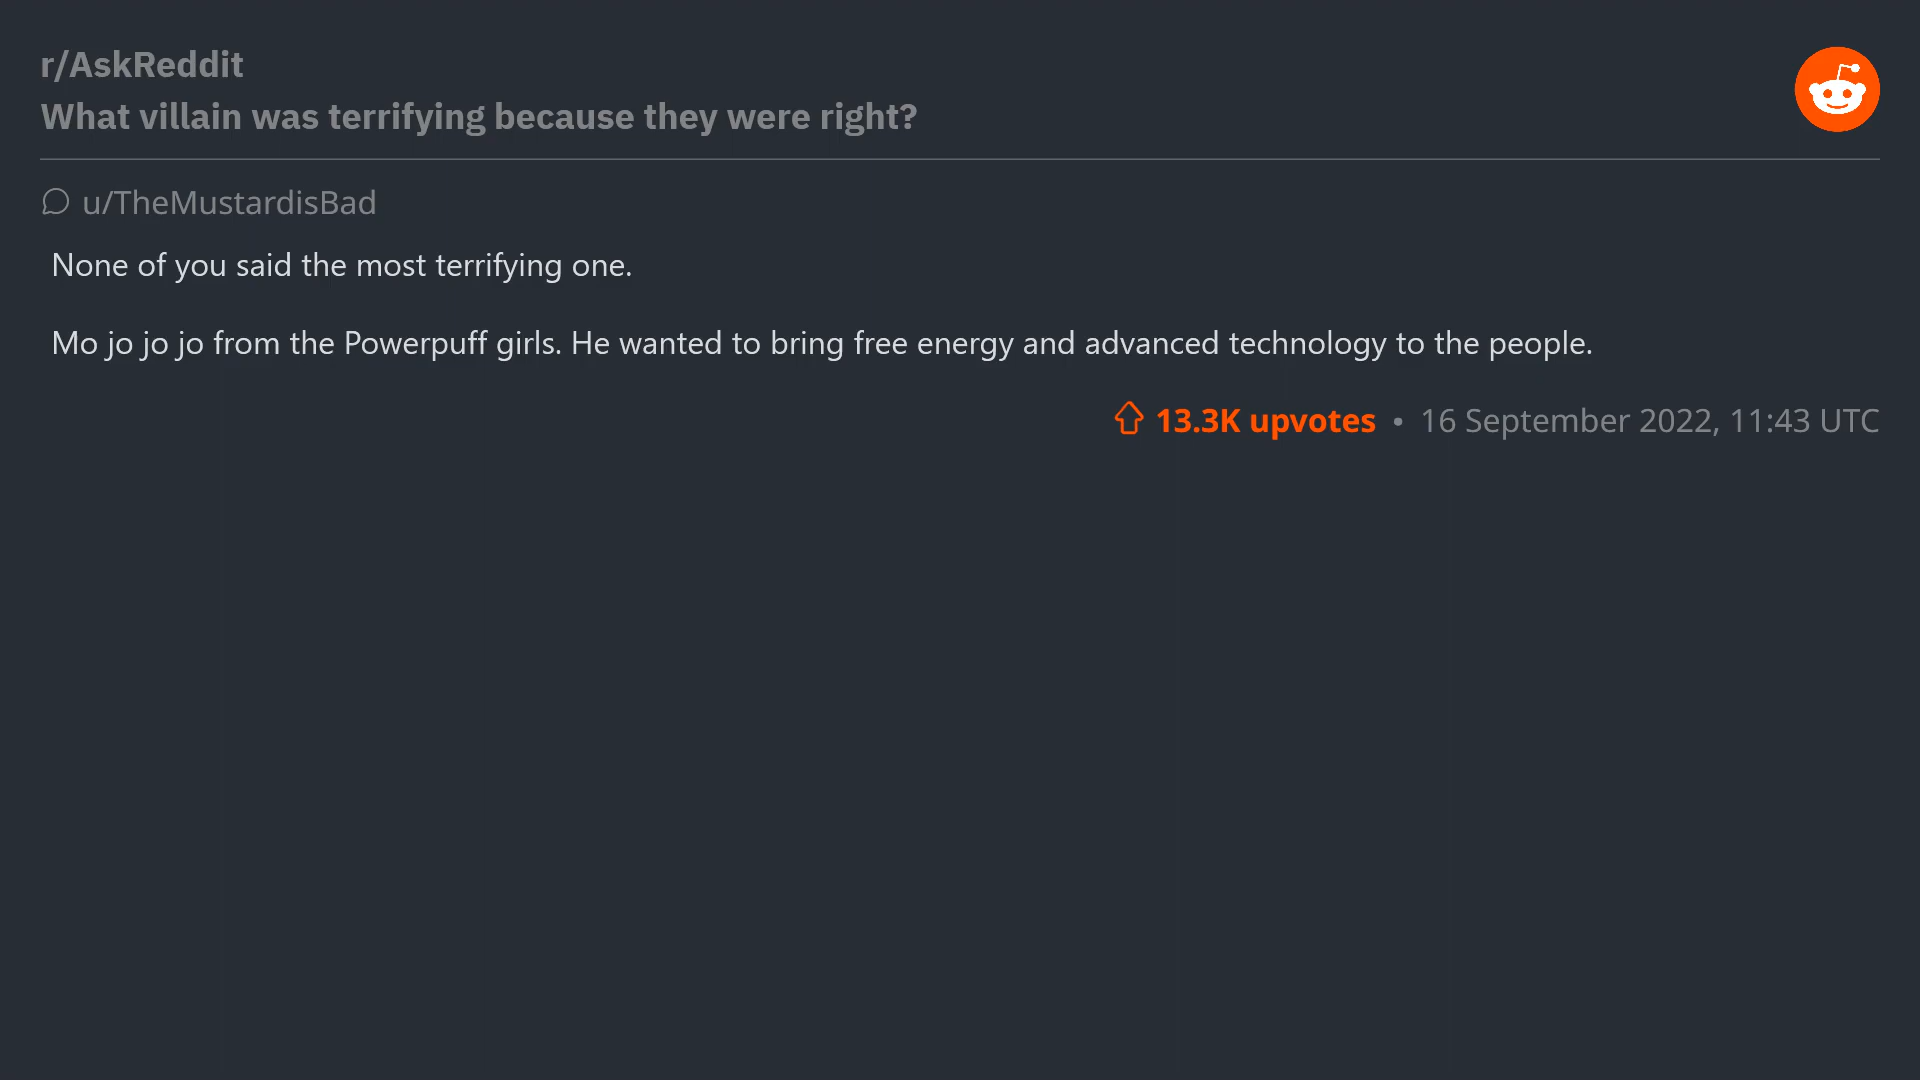 r/AskReddit
What villain was terrifying because they were right?
u/TheMustardisBad
None of you said the most terrifying one.
Mo jo jo jo from the Powerpuff girls. He wanted to bring free energy and advanced technology to the people.
13.3K upvotes • 16 September 2022, 11:43 UTC